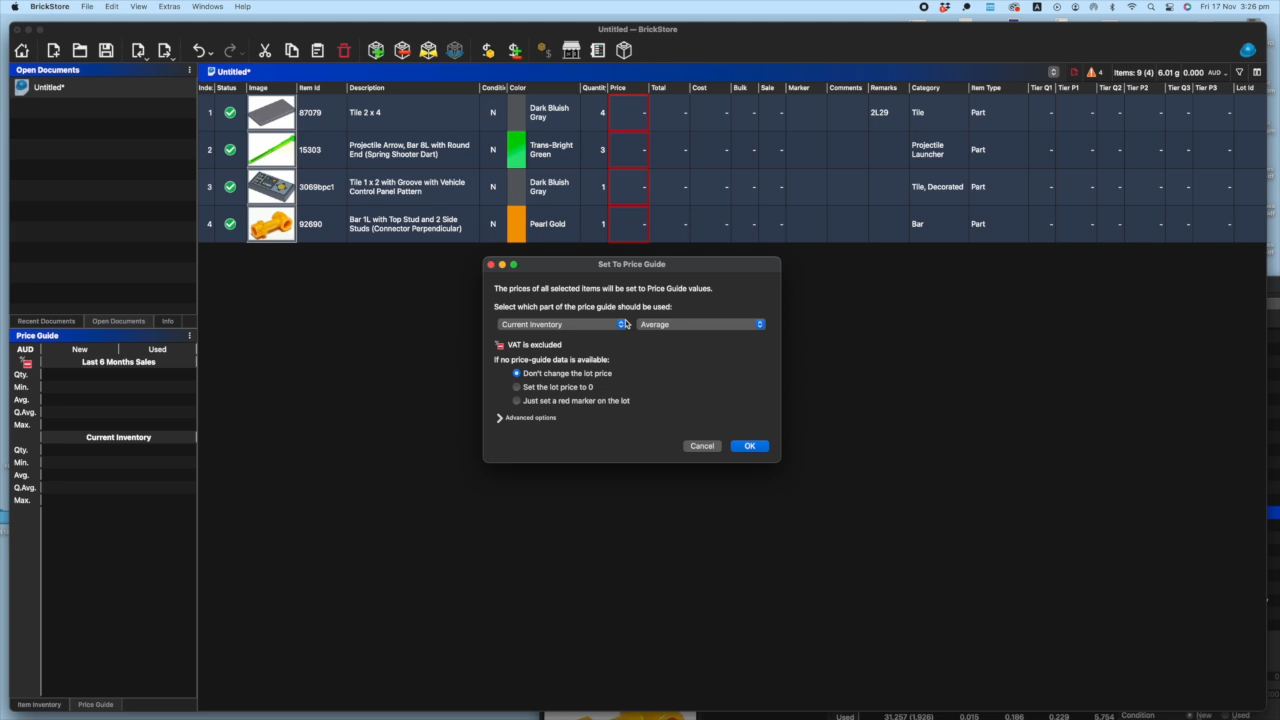 BrickStore File Edit View Extras Windows Help A Fri 17 Nov 3:26 pm
Untitled — BrickStore
Open Documents
Untitled*
Untitled*
4 Items: 9 (4) 6.01 g 0.000 AUD
Index Status Image Item Id Description Conditi Color Quantit Price Total Cost Bulk Sale Marker Comments Remarks Category Item Type Tier Q1 Tier P1 Tier Q2 Tier P2 Tier Q3 Tier P3 Lot Id
1 87079 Tile 2 x 4 N Dark Bluish Gray 4 - - - - - 2L29 Tile Part - - - - - - -
2 15303 Projectile Arrow, Bar 8L with Round End (Spring Shooter Dart) N Trans-Bright Green 3 - - - - - Projectile Launcher Part - - - - - - -
3 3069bpc1 Tile 1 x 2 with Groove with Vehicle Control Panel Pattern N Dark Bluish Gray 1 - - - - - Tile, Decorated Part - - - - - - -
4 92690 Bar 1L with Top Stud and 2 Side Studs (Connector Perpendicular) N Pearl Gold 1 - - - - - Bar Part - - - - - - -
Recent Documents Open Documents Info
Price Guide
AUD New Used
% Last 6 Months Sales
Qty.
Min.
Avg.
Q.Avg.
Max.
Current Inventory
Qty.
Min.
Avg.
Q.Avg.
Max.
Item Inventory Price Guide
Set To Price Guide
The prices of all selected items will be set to Price Guide values.
Select which part of the price guide should be used:
Current Inventory Average
VAT is excluded
If no price-guide data is available:
Don't change the lot price
Set the lot price to 0
Just set a red marker on the lot
Advanced options
Cancel OK
Used 31,257 (1,926) 0.015 0.166 0.229 5.754 Condition New Used